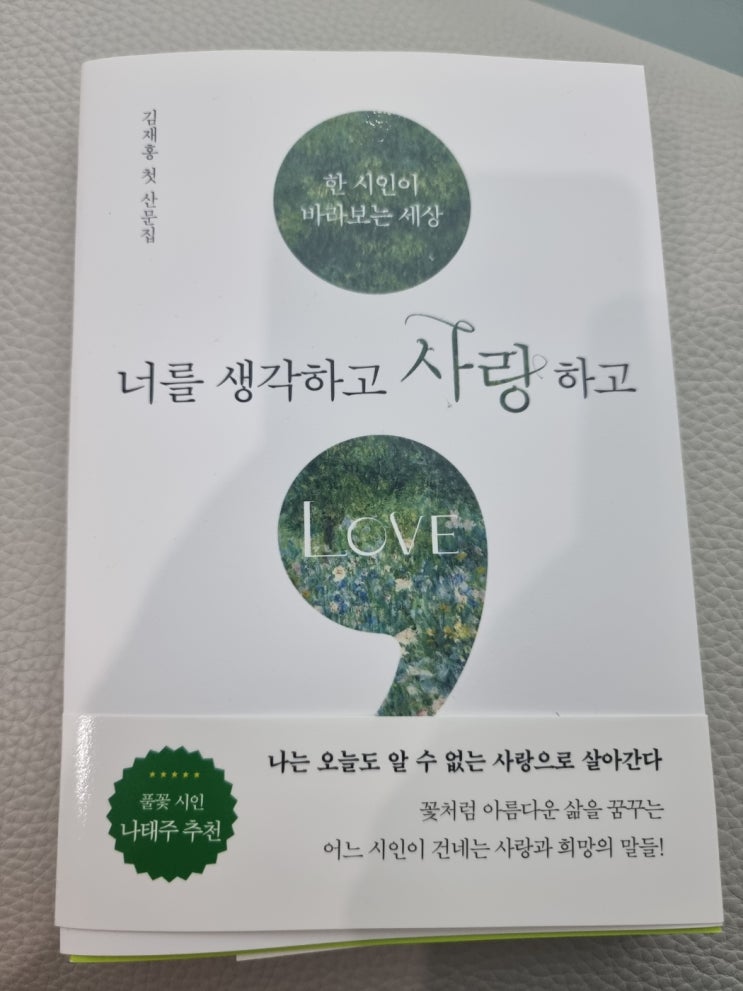 김재홍 첫 산문집
한 시인이
바라보는 세상
너를 생각하고 사랑하고
LOVE
나는 오늘도 알 수 없는 사랑으로 살아간다
꽃처럼 아름다운 삶을 꿈꾸는
어느 시인이 건네는 사랑과 희망의 말들!
풀꽃 시인
나태주 추천